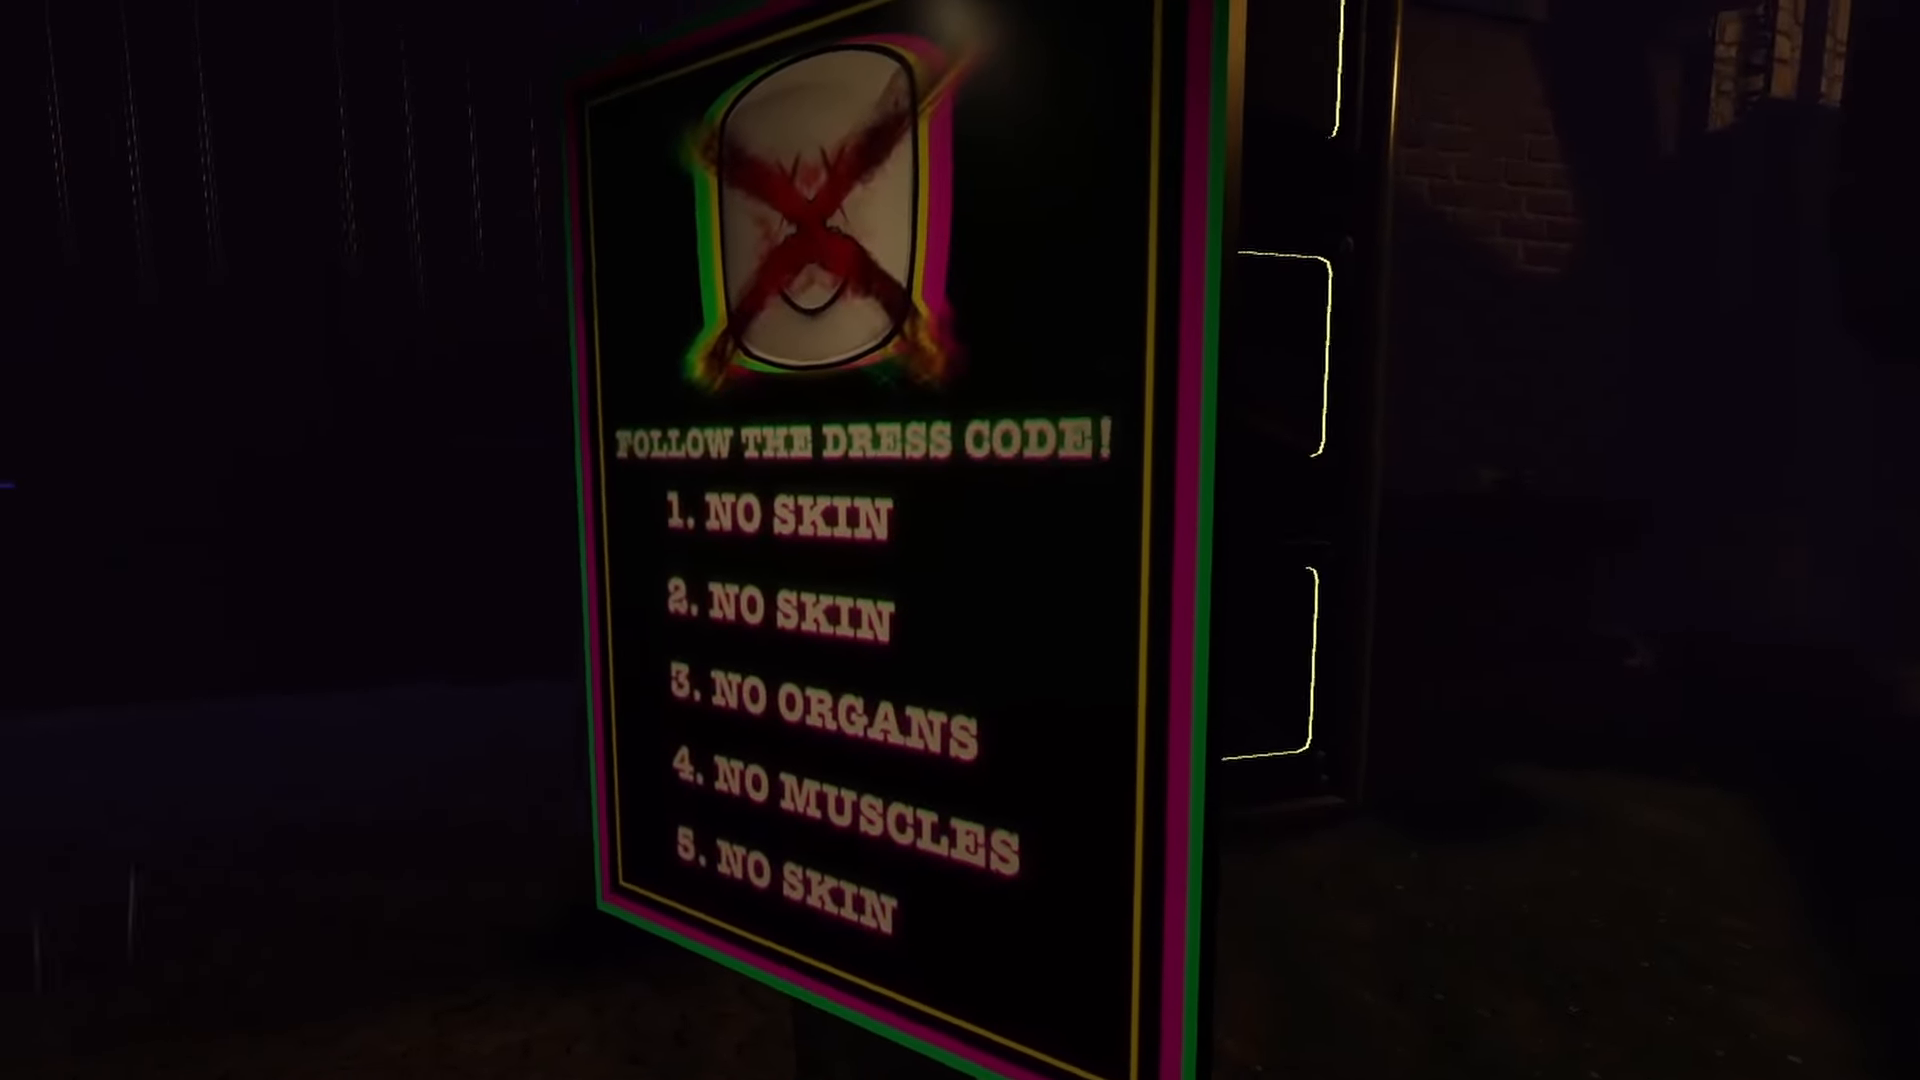 FOLLOW THE DRESS CODE!
1. NO SKIN
2. NO SKIN
3. NO ORGANS
4. NO MUSCLES
5. NO SKIN